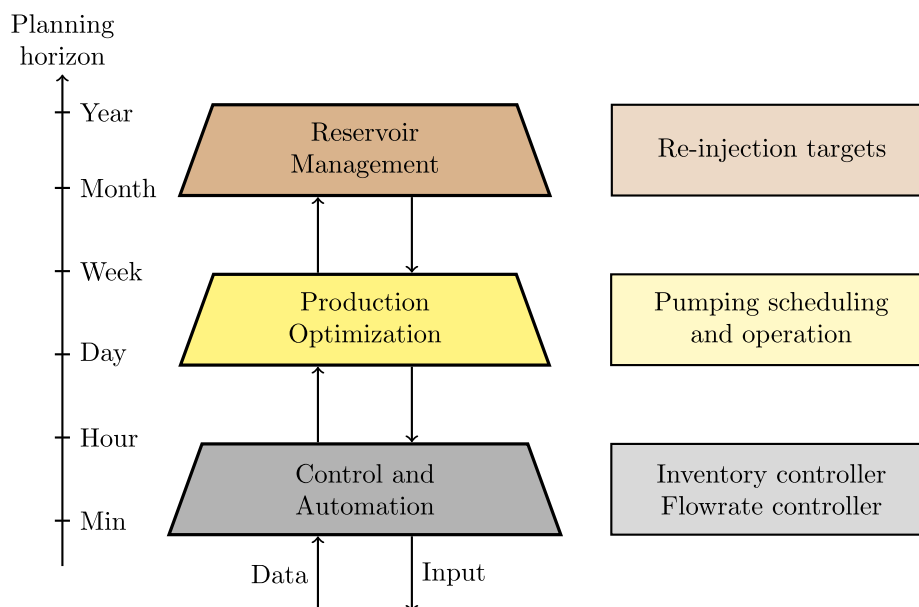 Planning
horizon
Year
Month
Week
Day
Hour
Min
Reservoir
Management
Re-injection targets
Production
Optimization
Pumping scheduling
and operation
Control and
Automation
Inventory controller
Flowrate controller
Data
Input